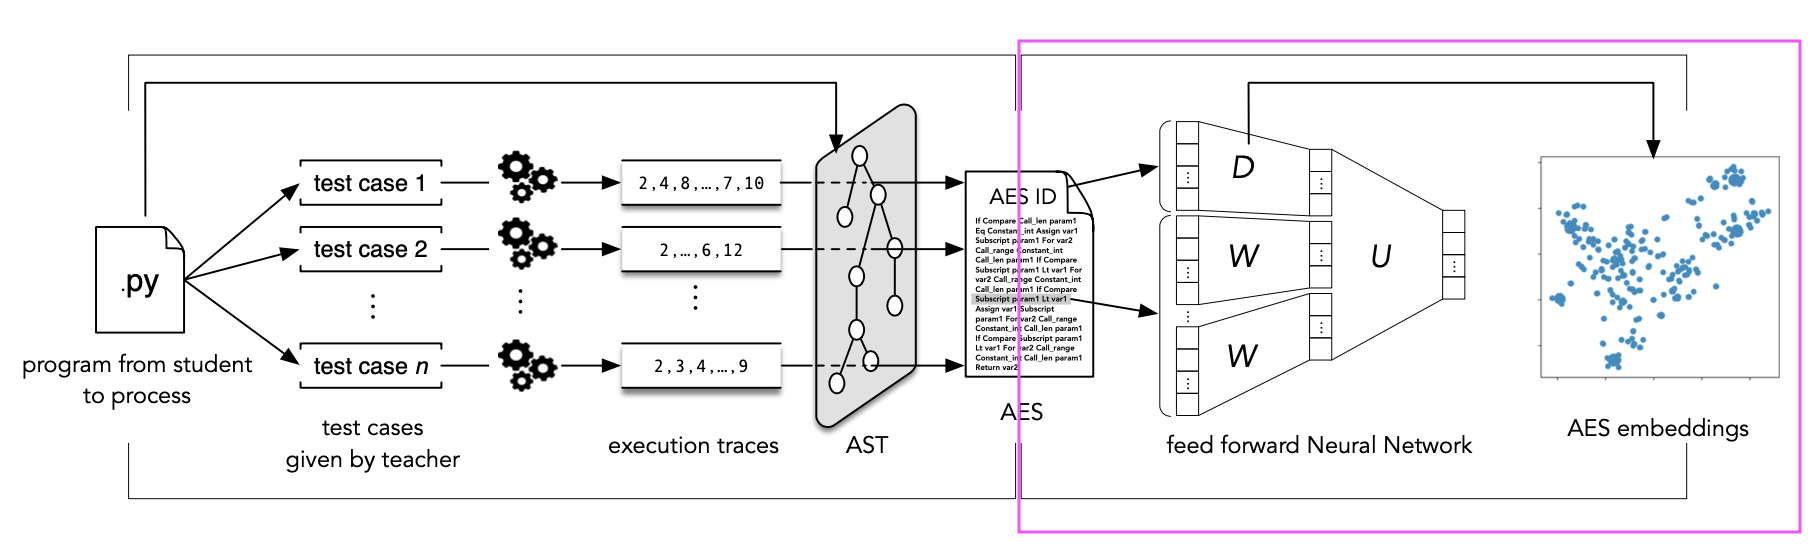 .py
program from student
to process
test case 1
test case 2
test case n
test cases
given by teacher
2,4,8,…,7,10
2,…,6,12
2,3,4,…,9
execution traces
AST
AES ID
If Compare Call_len param1
Eq Constant_int Assign var1
Subscript param1 For var2
Call_range Constant_int
Call_len param1 If Compare
Subscript param1 Lt var1 For
var2 Call_range Constant_int
Call_len param1 If Compare
Subscript param1 Lt var1
Assign var1 Subscript
param1 For var2 Call_range
Constant_int Call_len param1
If Compare Subscript param1
Lt var1 For var2 Call_range
Constant_int Call_len param1
Return var2
AES
D
W
W
U
feed forward Neural Network
AES embeddings